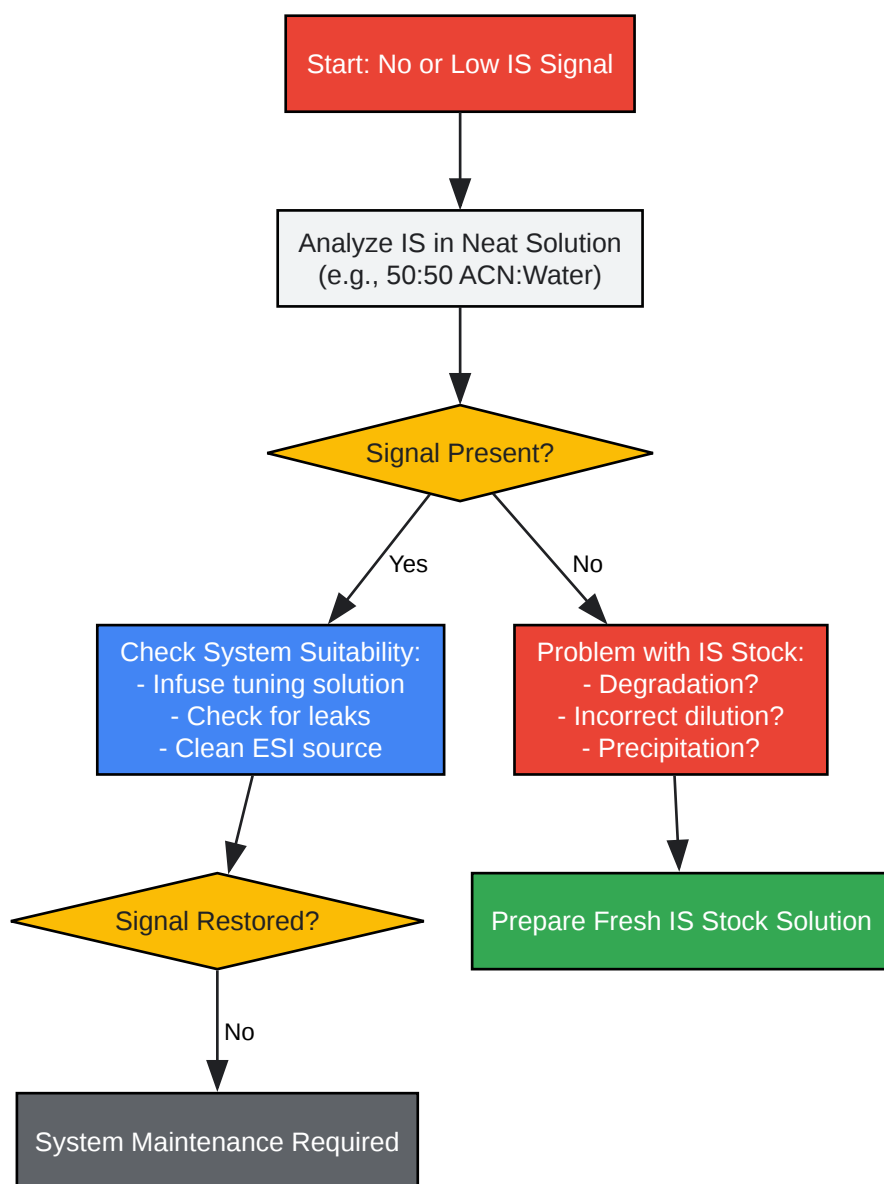 Start: No or Low IS Signal
Analyze IS in Neat Solution
(e.g., 50:50 ACN:Water)
Signal Present?
Yes
No
Check System Suitability:
- Infuse tuning solution
- Check for leaks
- Clean ESI source
Problem with IS Stock:
- Degradation?
- Incorrect dilution?
- Precipitation?
Signal Restored?
Prepare Fresh IS Stock Solution
No
System Maintenance Required